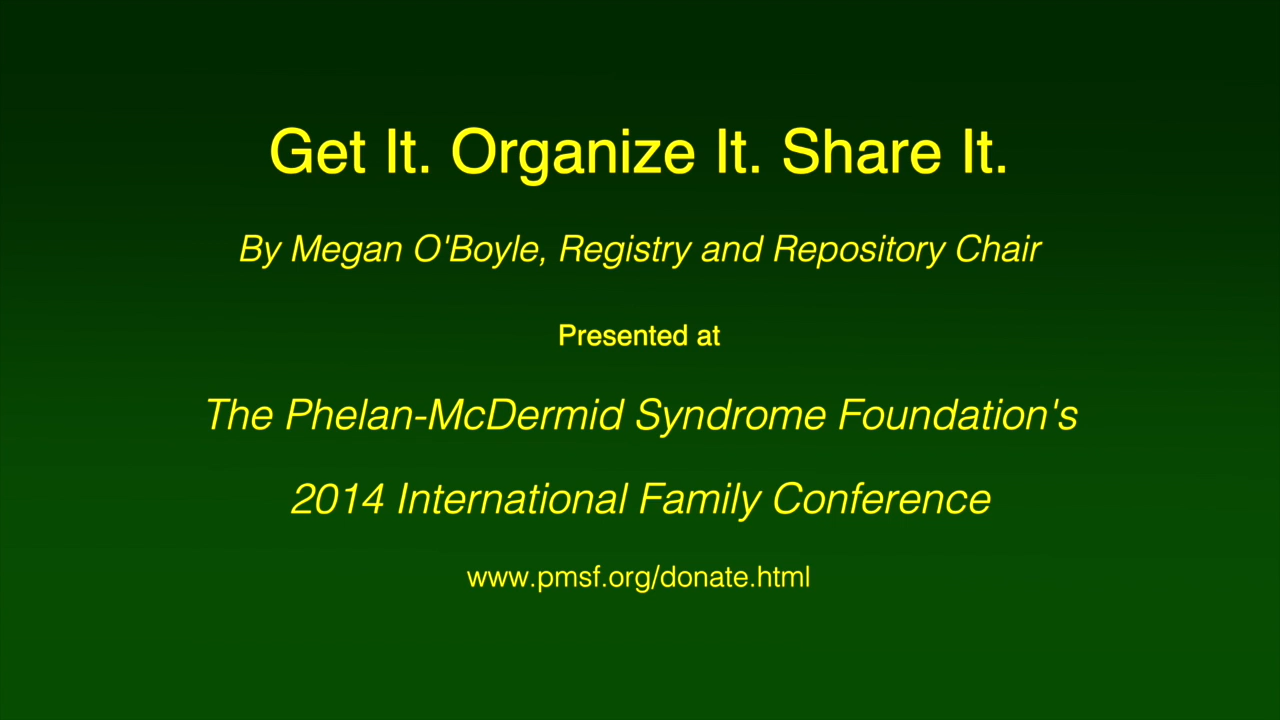 Get It. Organize It. Share It.
By Megan O'Boyle, Registry and Repository Chair
Presented at
The Phelan-McDermid Syndrome Foundation's
2014 International Family Conference
www.pmsf.org/donate.html